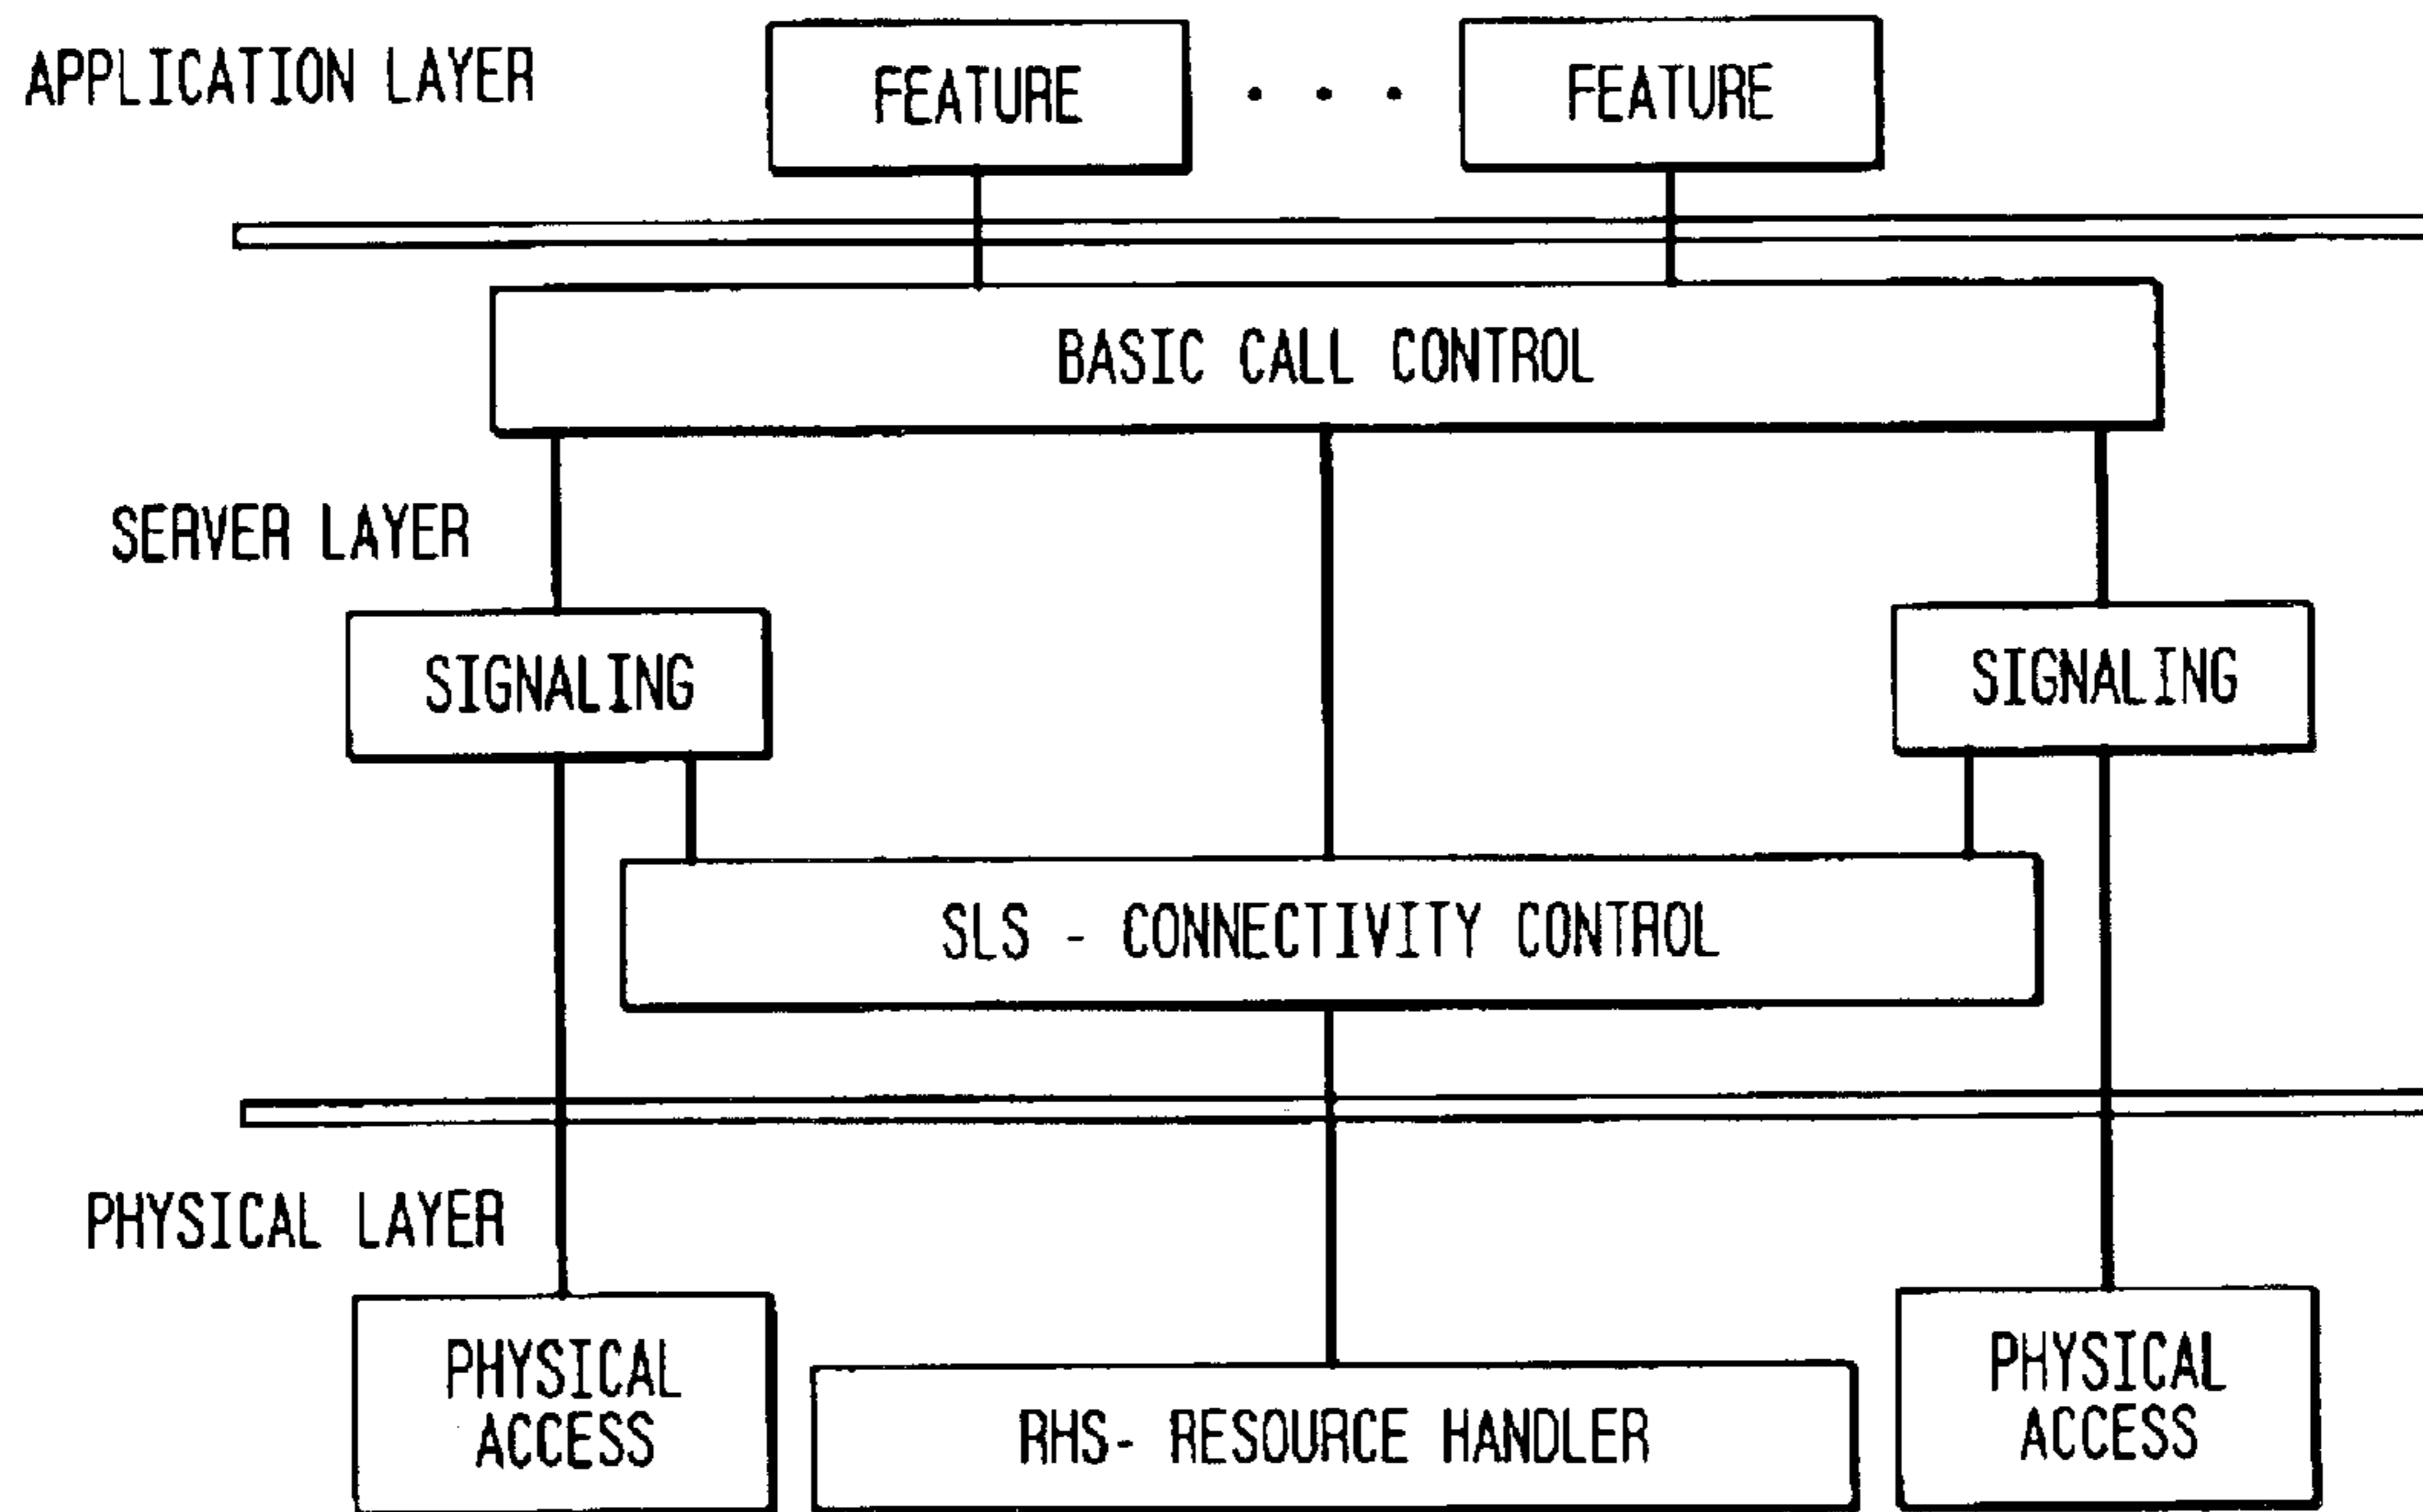 APPLICATION LAYER
FEATURE
. . .
FEATURE
BASIC CALL CONTROL
SERVER LAYER
SIGNALING
SIGNALING
SLS - CONNECTIVITY CONTROL
PHYSICAL LAYER
PHYSICAL
ACCESS
RHS- RESOURCE HANDLER
PHYSICAL
ACCESS